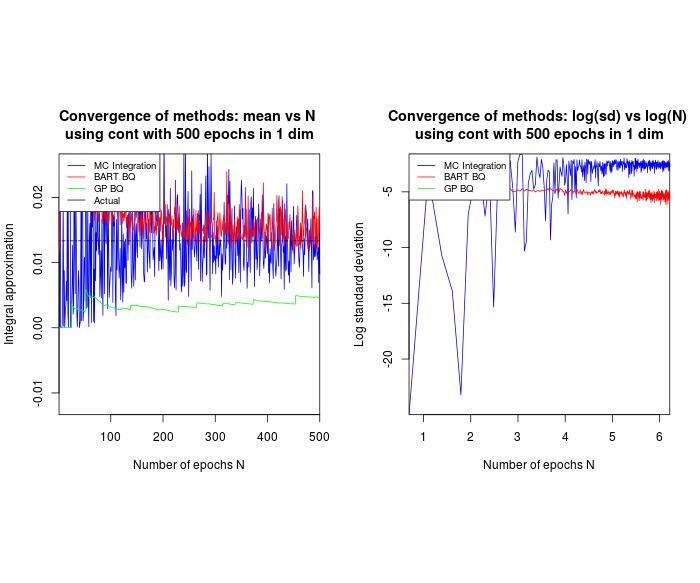 Convergence of methods: mean vs N
using cont with 500 epochs in 1 dim
MC Integration
BART BQ
GP BQ
Actual
Integral approximation
0.02
0.01
0.00
-0.01
100 200 300 400 500
Number of epochs N
Convergence of methods: log(sd) vs log(N)
using cont with 500 epochs in 1 dim
MC Integration
BART BQ
GP BQ
Log standard deviation
-5
-10
-15
-20
1 2 3 4 5 6
Number of epochs N